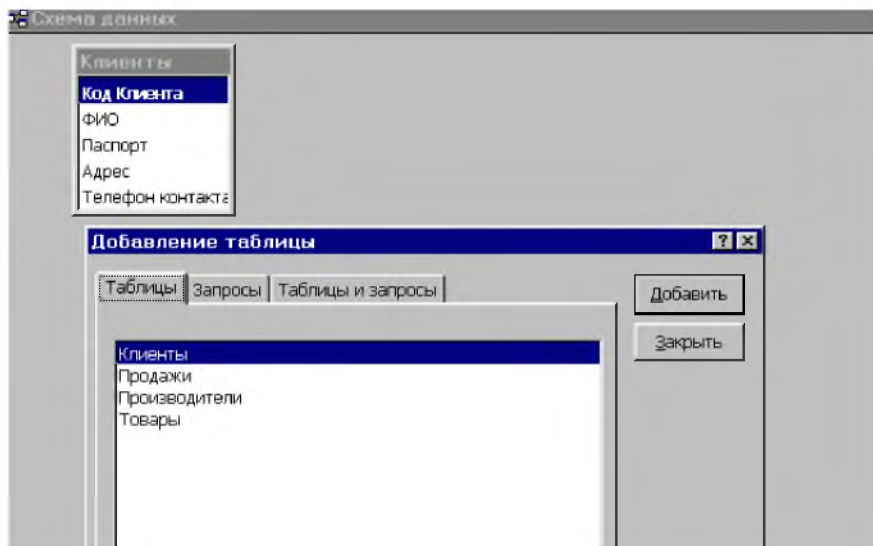 Схема данных
Клиенты
Код Клиента
ФИО
Паспорт
Адрес
Телефон контакта
Добавление таблицы
Таблицы Запросы Таблицы и запросы
Добавить
Закрыть
Клиенты
Продажи
Производители
Товары